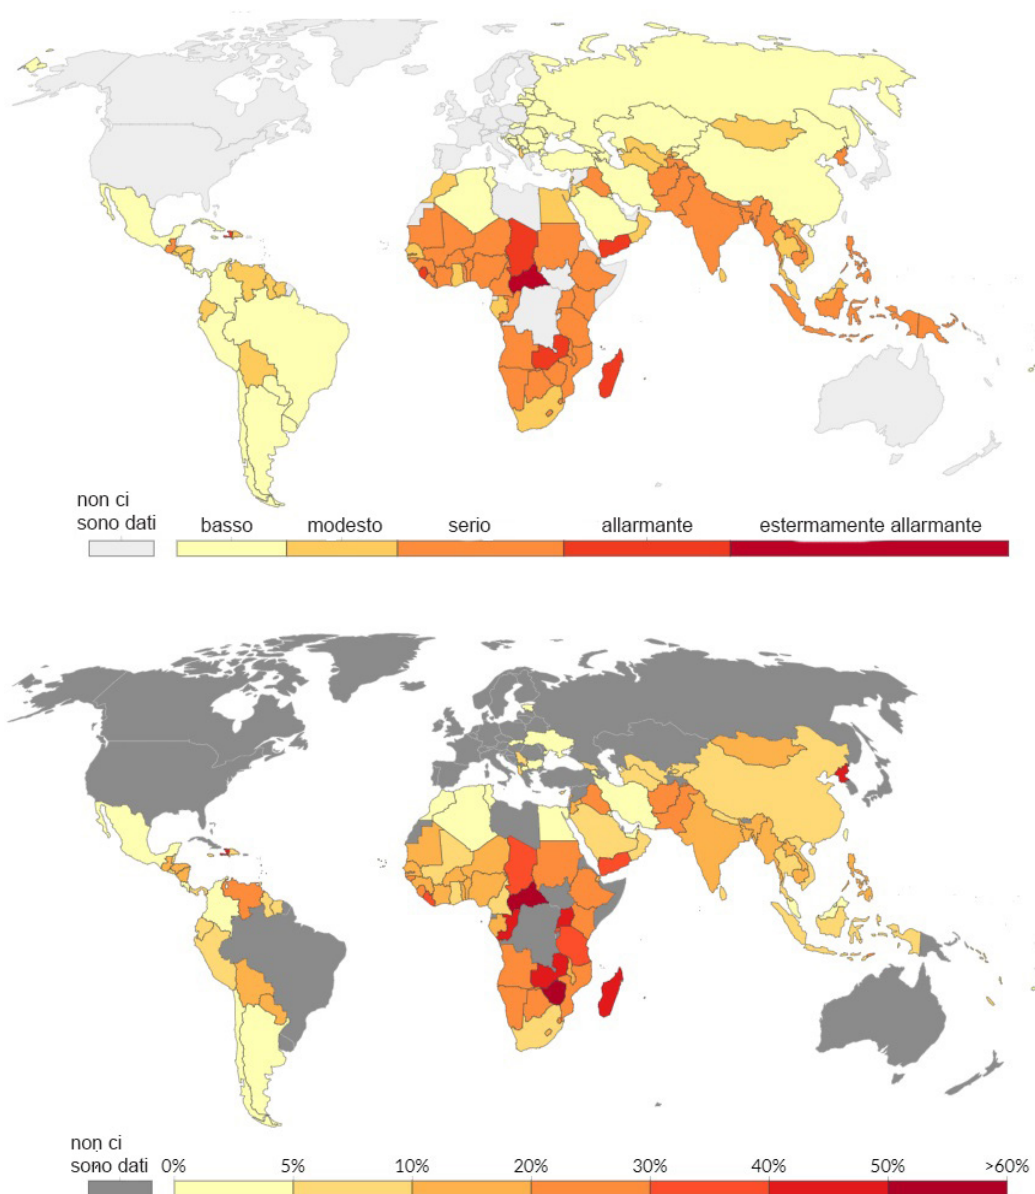 non ci
sono dati
basso modesto serio allarmante estermamente allarmante
non ci
sono dati 0% 5% 10% 20% 30% 40% 50% >60%